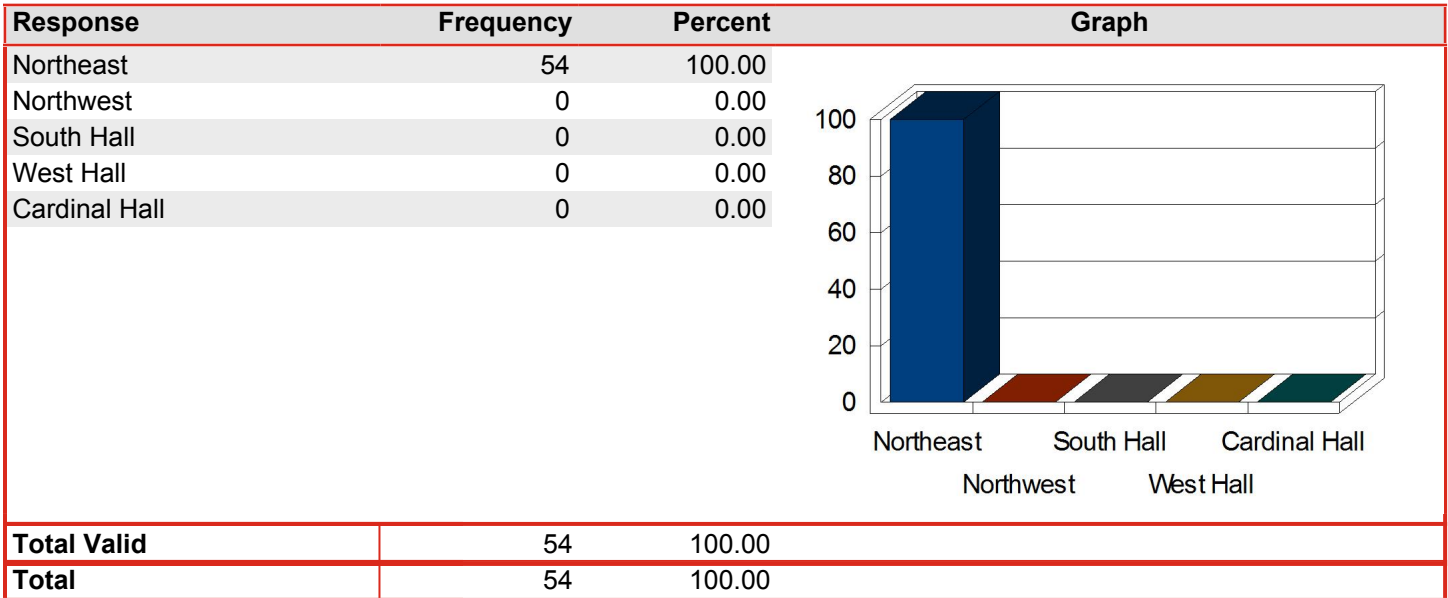 Response Frequency Percent Graph
Northeast 54 100.00
Northwest 0 0.00
South Hall 0 0.00
West Hall 0 0.00
Cardinal Hall 0 0.00
100
80
60
40
20
0
Northeast South Hall Cardinal Hall
Northwest West Hall
Total Valid 54 100.00
Total 54 100.00